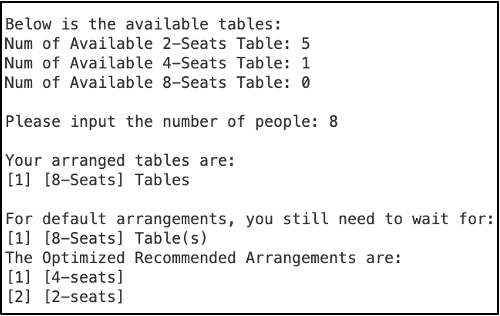 Below is the available tables:
Num of Available 2-Seats Table: 5
Num of Available 4-Seats Table: 1
Num of Available 8-Seats Table: 0
Please input the number of people: 8
Your arranged tables are:
[1] [8-Seats] Tables
For default arrangements, you still need to wait for:
[1] [8-Seats] Table(s)
The Optimized Recommended Arrangements are:
[1] [4-seats]
[2] [2-seats]